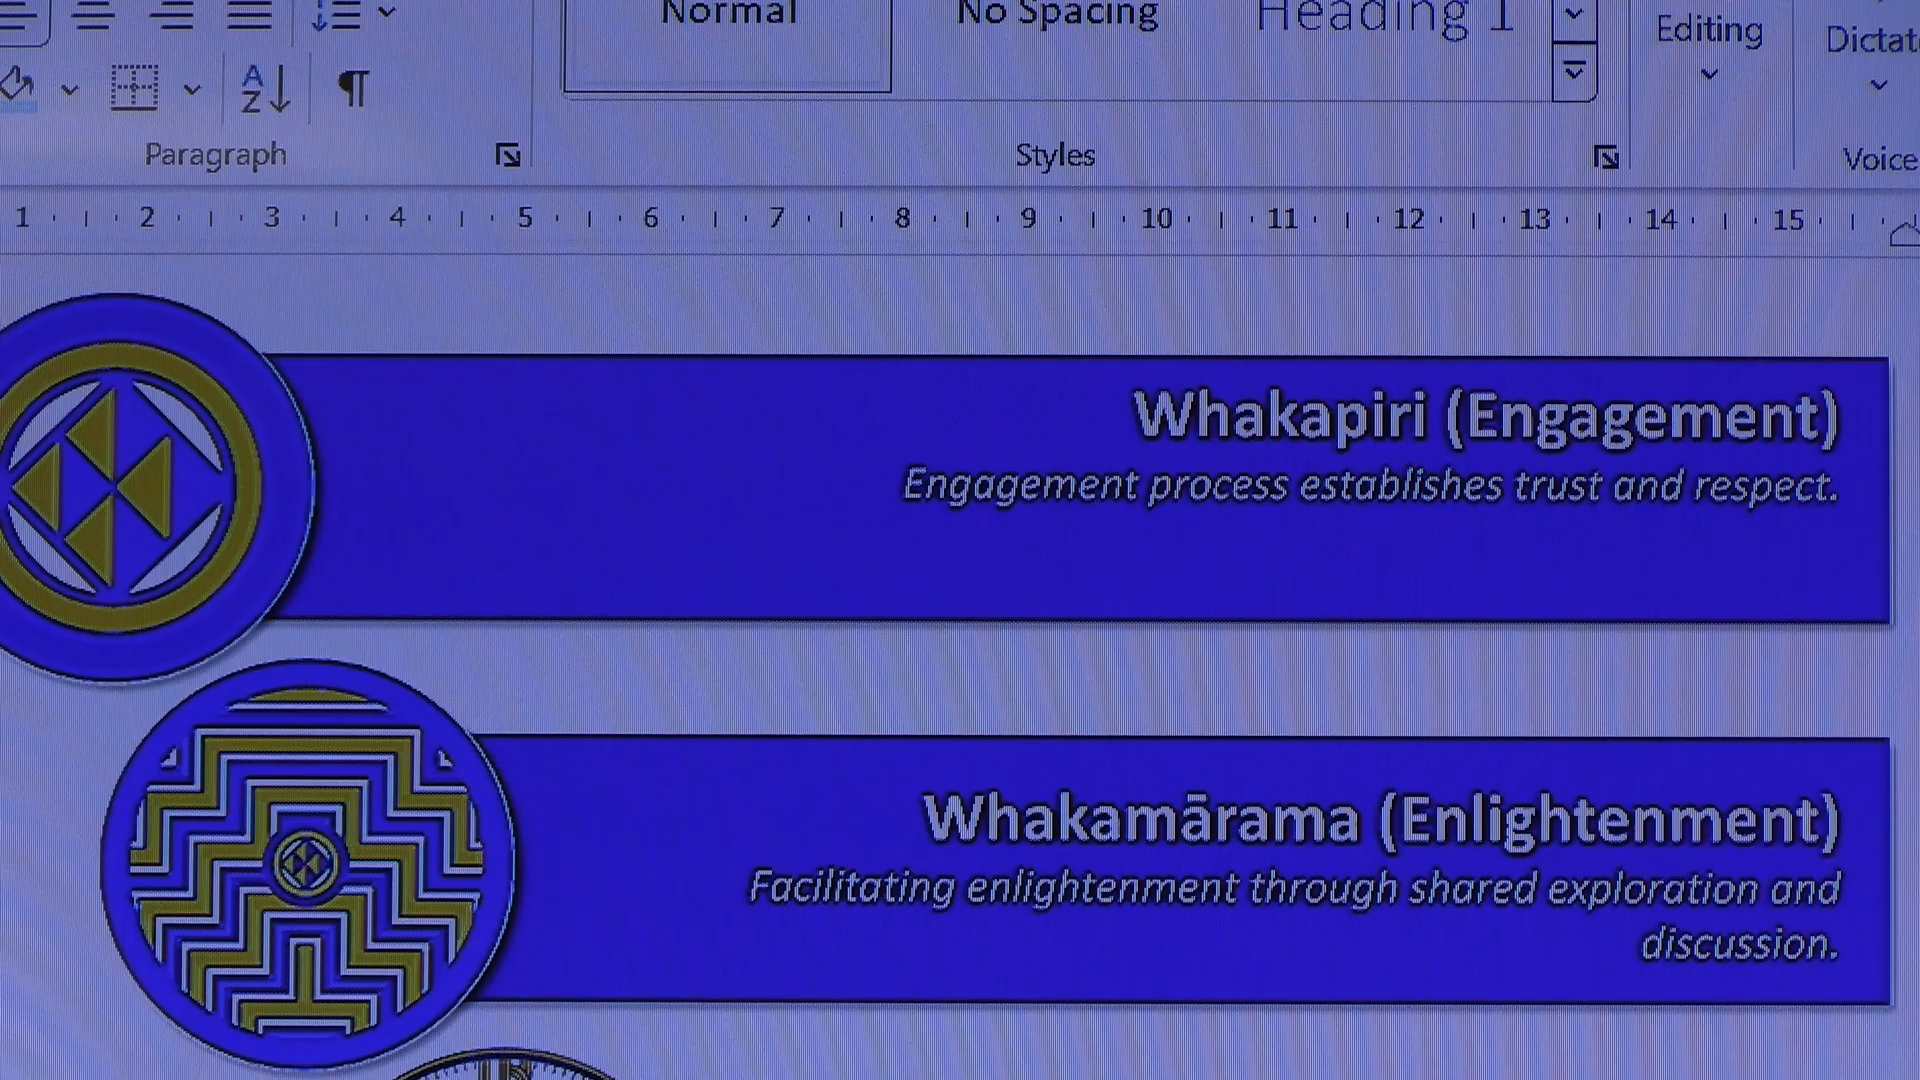 Normal
No Spacing
Heading 1
Editing
Paragraph
Styles
Voice
1 2 3 4 5 6 7 8 9 10 11 12 13 14 15
Whakapiri (Engagement)
Engagement process establishes trust and respect.
Whakamārama (Enlightenment)
Facilitating enlightenment through shared exploration and
discussion.